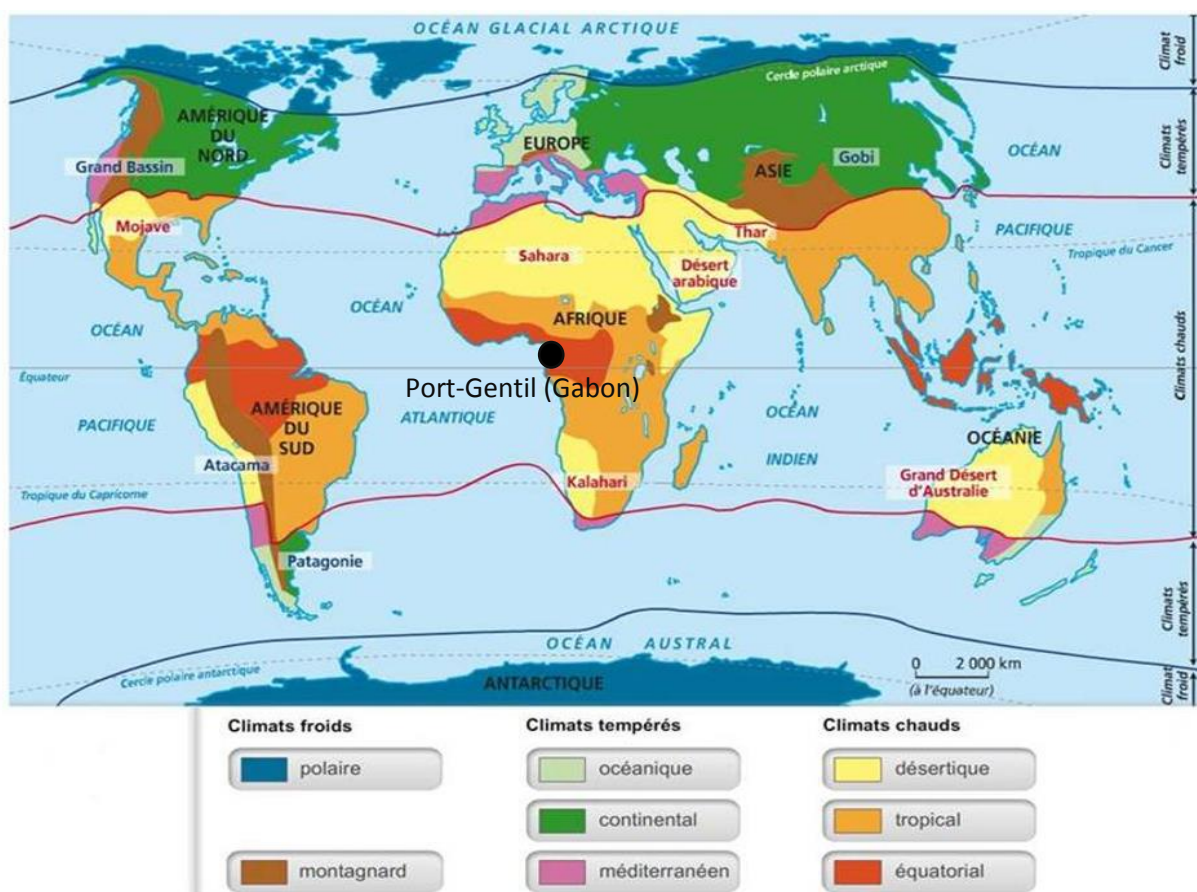 OCÉAN GLACIAL ARCTIQUE
Climat
froid
Cercle polaire arctique
AMÉRIQUE
DU
NORD
EUROPE
Grand Bassin
ASIE
Gobi
OCÉAN
Climats
tempérés
Mojave
Sahara
Thar
PACIFIQUE
Tropique du Cancer
Désert
arabique
OCÉAN
OCÉAN
AFRIQUE
Climats chauds
Équateur
Port-Gentil (Gabon)
ATLANTIQUE
OCÉAN
PACIFIQUE
AMÉRIQUE
DU
SUD
OCÉANIE
INDIEN
Atacama
Kalahari
Grand Désert
d'Australie
Tropique du Capricorne
Patagonie
Climats
tempérés
OCÉAN AUSTRAL
0 2 000 km
(à l'équateur)
Cercle polaire antarctique
ANTARCTIQUE
Climat
froid
Climats froids
Climats tempérés
Climats chauds
polaire
océanique
désertique
continental
tropical
montagnard
méditerranéen
équatorial